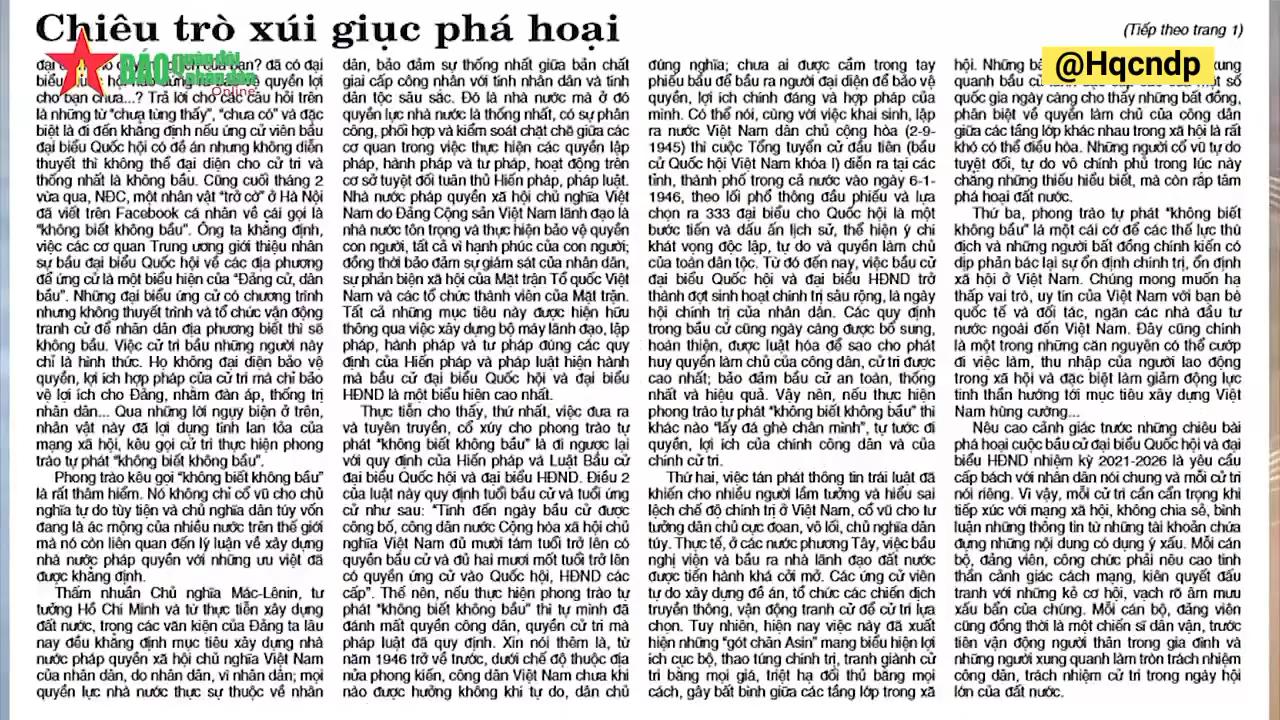 Chiêu trò xúi giục phá hoại
(Tiếp theo trang 1)
BÁO Quân đội nhân dân
Online
@Hqcndp
đại
bạn? đã có đại
quyền lợi
cho bạn chưa...? Trả lời cho các câu hỏi trên
là những từ “chưa từng thấy”, “chưa có” và đặc
biệt là đi đến khẳng định nếu ứng cử viên bầu
đại biểu Quốc hội có đề án nhưng không diễn
thuyết thì không thể đại diện cho cử tri và
thống nhất là không bầu. Cũng cuối tháng 2
vừa qua, NĐC, một nhân vật “trở cờ” ở Hà Nội
đã viết trên Facebook cá nhân về cái gọi là
“không biết không bầu”. Ông ta khẳng định,
việc các cơ quan Trung ương giới thiệu nhân
sự bầu đại biểu Quốc hội về các địa phương
để ứng cử là một biểu hiện của “Đảng cử, dân
bầu”. Những đại biểu ứng cử có chương trình
nhưng không thuyết trình và tổ chức vận động
tranh cử để nhân dân địa phương biết thì sẽ
không bầu. Việc cử tri bầu những người này
chỉ là hình thức. Họ không đại diện bảo vệ
quyền, lợi ích hợp pháp của cử tri mà chỉ bảo
vệ lợi ích cho Đảng, nhằm đàn áp, thống trị
nhân dân... Qua những lời ngụy biện ở trên,
nhân vật này đã lợi dụng tính lan tỏa của
mạng xã hội, kêu gọi cử tri thực hiện phong
trào tự phát “không biết không bầu”.
Phong trào kêu gọi “không biết không bầu”
là rất thâm hiểm. Nó không chỉ cổ vũ cho chủ
nghĩa tự do tùy tiện và chủ nghĩa dân túy vốn
đang là ác mộng của nhiều nước trên thế giới
mà nó còn liên quan đến lý luận về xây dựng
nhà nước pháp quyền với những ưu việt đã
được khẳng định.
Thấm nhuần Chủ nghĩa Mác-Lênin, tư
tưởng Hồ Chí Minh và từ thực tiễn xây dựng
đất nước, trong các văn kiện của Đảng ta lâu
nay đều khẳng định mục tiêu xây dựng nhà
nước pháp quyền xã hội chủ nghĩa Việt Nam
của nhân dân, do nhân dân, vì nhân dân; mọi
quyền lực nhà nước thực sự thuộc về nhân
dân, bảo đảm sự thống nhất giữa bản chất
giai cấp công nhân với tính nhân dân và tính
dân tộc sâu sắc. Đó là nhà nước mà ở đó
quyền lực nhà nước là thống nhất, có sự phân
công, phối hợp và kiểm soát chặt chẽ giữa các
cơ quan trong việc thực hiện các quyền lập
pháp, hành pháp và tư pháp, hoạt động trên
cơ sở tuyệt đối tuân thủ Hiến pháp, pháp luật.
Nhà nước pháp quyền xã hội chủ nghĩa Việt
Nam do Đảng Cộng sản Việt Nam lãnh đạo là
nhà nước tôn trọng và thực hiện bảo vệ quyền
con người, tất cả vì hạnh phúc của con người;
đồng thời bảo đảm sự giám sát của nhân dân,
sự phản biện xã hội của Mặt trận Tổ quốc Việt
Nam và các tổ chức thành viên của Mặt trận.
Tất cả những mục tiêu này được hiện hữu
thông qua việc xây dựng bộ máy lãnh đạo, lập
pháp, hành pháp và tư pháp đúng các quy
định của Hiến pháp và pháp luật hiện hành
mà bầu cử đại biểu Quốc hội và đại biểu
HĐND là một biểu hiện cao nhất.
Thực tiễn cho thấy, thứ nhất, việc đưa ra
và tuyên truyền, cổ xúy cho phong trào tự
phát “không biết không bầu” là đi ngược lại
với quy định của Hiến pháp và Luật Bầu cử
đại biểu Quốc hội và đại biểu HĐND. Điều 2
của luật này quy định tuổi bầu cử và tuổi ứng
cử như sau: “Tính đến ngày bầu cử được
công bố, công dân nước Cộng hòa xã hội chủ
nghĩa Việt Nam đủ mười tám tuổi trở lên có
quyền bầu cử và đủ hai mươi mốt tuổi trở lên
có quyền ứng cử vào Quốc hội, HĐND các
cấp”. Thế nên, nếu thực hiện phong trào tự
phát “không biết không bầu” thì tự mình đã
đánh mất quyền công dân, quyền cử tri mà
pháp luật đã quy định. Xin nói thêm là, từ
năm 1946 trở về trước, dưới chế độ thuộc địa
nửa phong kiến, công dân Việt Nam chưa khi
nào được hưởng không khí tự do, dân chủ
đúng nghĩa; chưa ai được cầm trong tay
phiếu bầu để bầu ra người đại diện để bảo vệ
quyền, lợi ích chính đáng và hợp pháp của
mình. Có thể nói, cùng với việc khai sinh, lập
ra nước Việt Nam dân chủ cộng hòa (2-9-
1945) thì cuộc Tổng tuyển cử đầu tiên (bầu
cử Quốc hội Việt Nam khóa I) diễn ra tại các
tỉnh, thành phố trong cả nước vào ngày 6-1-
1946, theo lối phổ thông đầu phiếu và lựa
chọn ra 333 đại biểu cho Quốc hội là một
bước tiến và dấu ấn lịch sử, thể hiện ý chí
khát vọng độc lập, tự do và quyền làm chủ
của toàn dân tộc. Từ đó đến nay, việc bầu cử
đại biểu Quốc hội và đại biểu HĐND trở
thành đợt sinh hoạt chính trị sâu rộng, là ngày
hội chính trị của nhân dân. Các quy định
trong bầu cử cũng ngày càng được bổ sung,
hoàn thiện, được luật hóa để sao cho phát
huy quyền làm chủ của công dân, cử tri được
cao nhất; bảo đảm bầu cử an toàn, thống
nhất và hiệu quả. Vậy nên, nếu thực hiện
phong trào tự phát “không biết không bầu” thì
khác nào “lấy đá ghè chân mình”, tự tước đi
quyền, lợi ích của chính công dân và của
chính cử tri.
Thứ hai, việc tán phát thông tin trái luật đã
khiến cho nhiều người lầm tưởng và hiểu sai
lệch chế độ chính trị ở Việt Nam, cổ vũ cho tư
tưởng dân chủ cực đoan, vô lối, chủ nghĩa dân
túy. Thực tế, ở các nước phương Tây, việc bầu
nghị viện và bầu ra nhà lãnh đạo đất nước
được tiến hành khá cởi mở. Các ứng cử viên
tự do xây dựng đề án, tổ chức các chiến dịch
truyền thông, vận động tranh cử để cử tri lựa
chọn. Tuy nhiên, hiện nay việc này đã xuất
hiện những “gót chân Asin” mang biểu hiện lợi
ích cục bộ, thao túng chính trị, tranh giành cử
tri bằng mọi giá, triệt hạ đối thủ bằng mọi
cách, gây bất bình giữa các tầng lớp trong xã
hội. Những
xung
quanh bầu
số
quốc gia ngày càng cho thấy những bất đồng,
phân biệt về quyền làm chủ của công dân
giữa các tầng lớp khác nhau trong xã hội là rất
khó có thể điều hòa. Những người cổ vũ tự do
tuyệt đối, tự do vô chính phủ trong lúc này
chẳng những thiếu hiểu biết, mà còn rắp tâm
phá hoại đất nước.
Thứ ba, phong trào tự phát “không biết
không bầu” là một cái cớ để các thế lực thù
địch và những người bất đồng chính kiến có
dịp phản bác lại sự ổn định chính trị, ổn định
xã hội ở Việt Nam. Chúng mong muốn hạ
thấp vai trò, uy tín của Việt Nam với bạn bè
quốc tế và đối tác, ngăn các nhà đầu tư
nước ngoài đến Việt Nam. Đây cũng chính
là một trong những căn nguyên có thể cướp
đi việc làm, thu nhập của người lao động
trong xã hội và đặc biệt làm giảm động lực
tinh thần hướng tới mục tiêu xây dựng Việt
Nam hùng cường...
Nêu cao cảnh giác trước những chiêu bài
phá hoại cuộc bầu cử đại biểu Quốc hội và đại
biểu HĐND nhiệm kỳ 2021-2026 là yêu cầu
cấp bách với nhân dân nói chung và mỗi cử tri
nói riêng. Vì vậy, mỗi cử tri cần cẩn trọng khi
tiếp xúc với mạng xã hội, không chia sẻ, bình
luận những thông tin từ những tài khoản chứa
đựng những nội dung có dụng ý xấu. Mỗi cán
bộ, đảng viên, công chức phải nêu cao tinh
thần cảnh giác cách mạng, kiên quyết đấu
tranh với những kẻ cơ hội, vạch rõ âm mưu
xấu bẩn của chúng. Mỗi cán bộ, đảng viên
cũng đồng thời là một chiến sĩ dân vận, trước
tiên vận động người thân trong gia đình và
những người xung quanh làm tròn trách nhiệm
công dân, trách nhiệm cử tri trong ngày hội
lớn của đất nước.